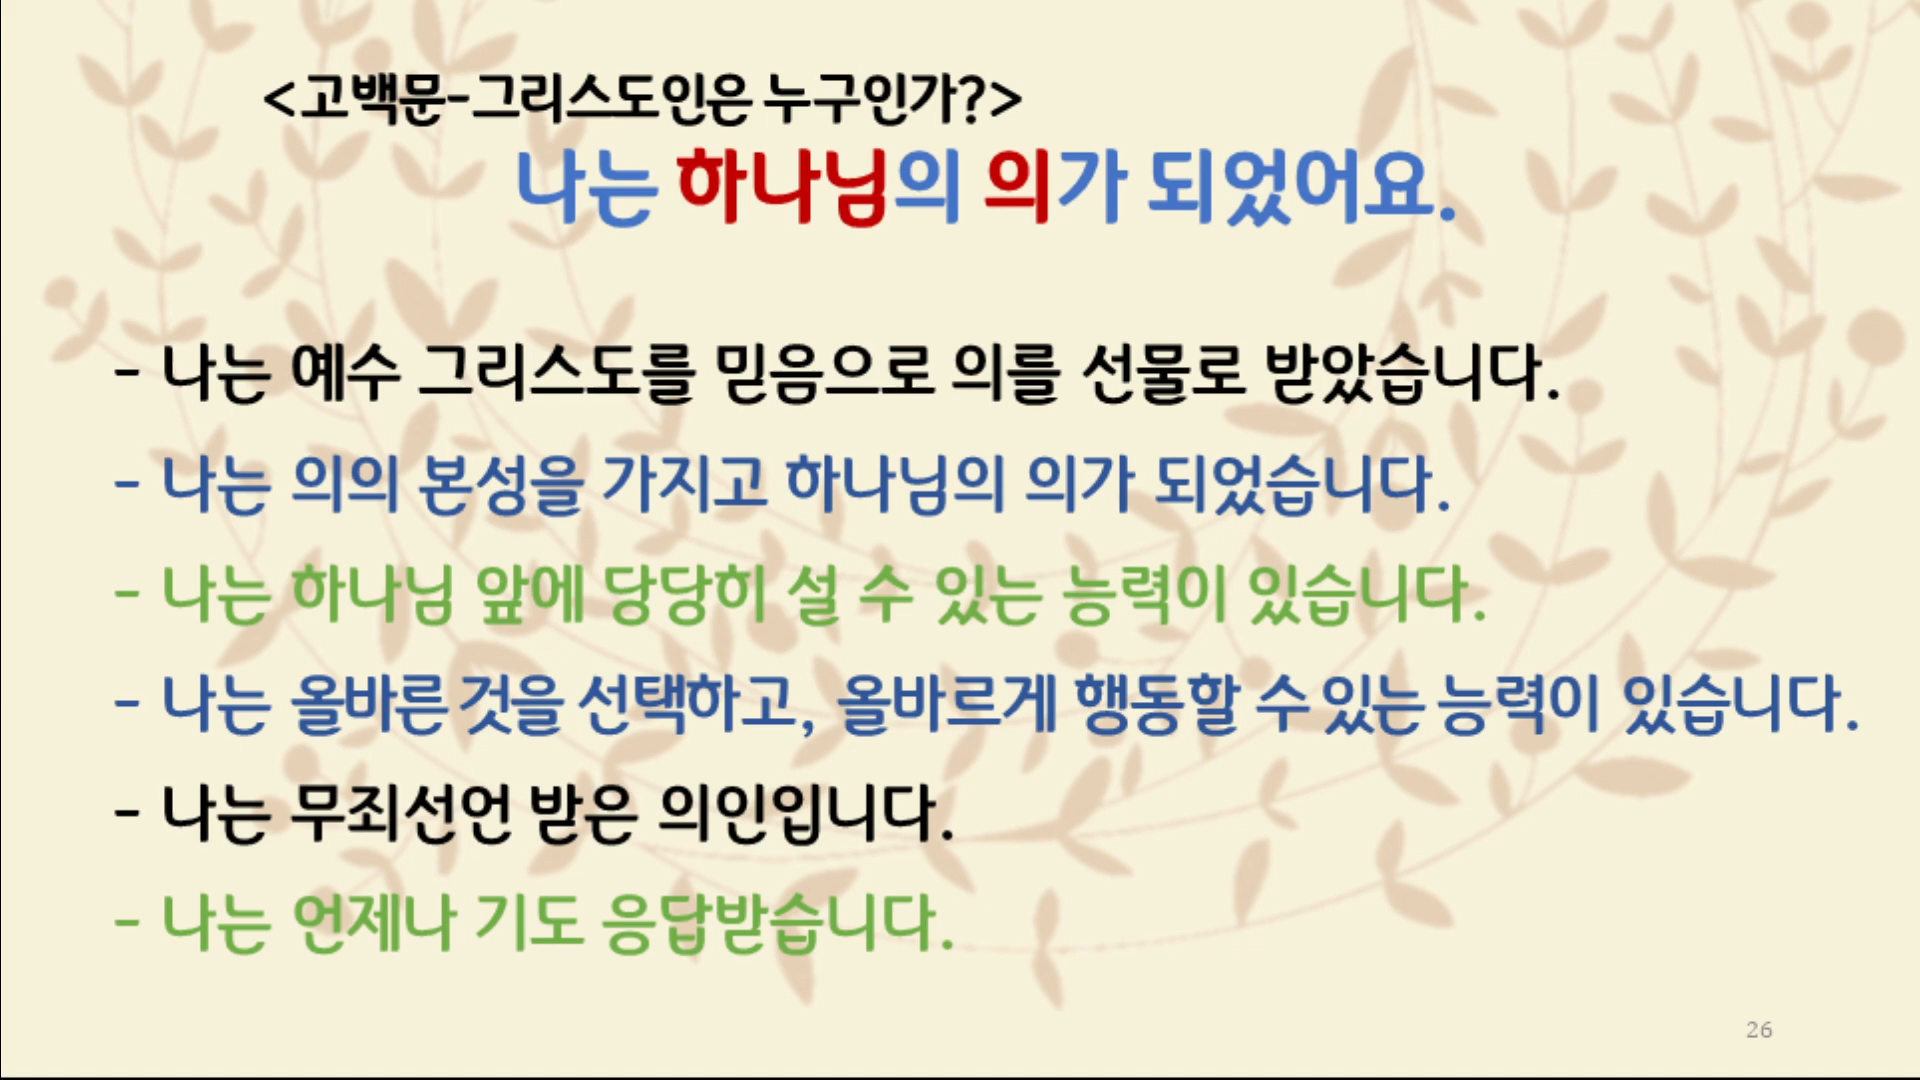 <고백문-그리스도인은 누구인가?>
나는 하나님의 의가 되었어요.
- 나는 예수 그리스도를 믿음으로 의를 선물로 받았습니다.
- 나는 의의 본성을 가지고 하나님의 의가 되었습니다.
- 나는 하나님 앞에 당당히 설 수 있는 능력이 있습니다.
- 나는 올바른 것을 선택하고, 올바르게 행동할 수 있는 능력이 있습니다.
- 나는 무죄선언 받은 의인입니다.
- 나는 언제나 기도 응답받습니다.
26